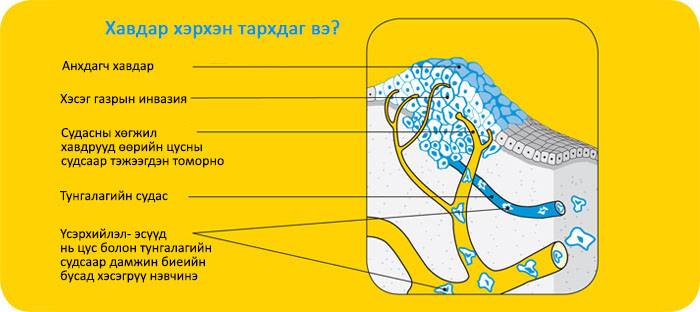 Хавдар хэрхэн тархдаг вэ?
Анхдагч хавдар
Хэсэг газрын инвазия
Судасны хөгжил
хавдрууд өөрийн цусны
судсаар тэжээгдэн томорно
Тунгалагийн судас
Үсэрхийлэл- эсүүд
нь цус болон тунгалагийн
судсаар дамжин биеийн
бусад хэсэгрүү нэвчинэ